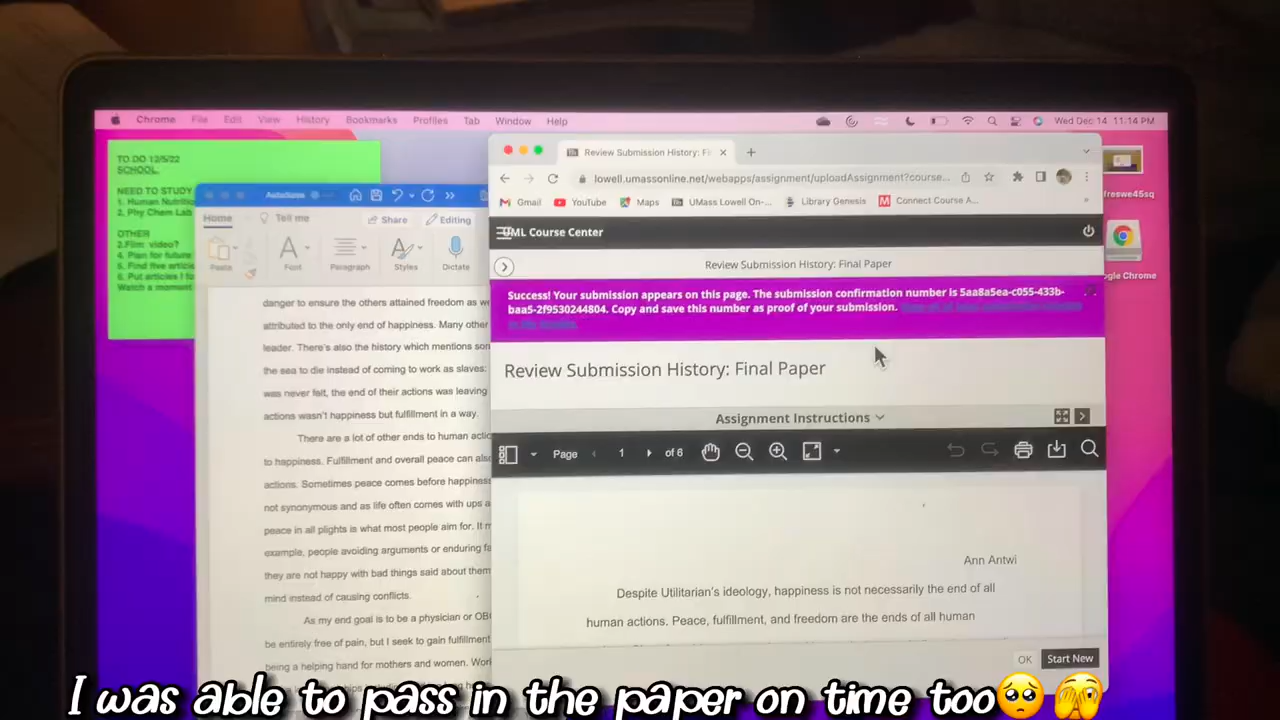 Chrome File Edit View History Bookmarks Profiles Tab Window Help Wed Dec 14 11:14 PM
TO DO 12/5/22
SCHOOL.
NEED TO STUDY
1. Human Nutritio
2. Phy Chem Lab
OTHER
2.Film video?
4. Plan for future
5. Find five article
6. Put articles I fo
Watch a moment
AutoSave
Home Tell me Share Editing
Paste Font Paragraph Styles Dictate
danger to ensure the others attained freedom as we
attributed to the only end of happiness. Many other
leader. There's also the history which mentions som
the sea to die instead of coming to work as slaves:
was never felt, the end of their actions was leaving
actions wasn't happiness but fulfillment in a way.
There are a lot of other ends to human actic
to happiness. Fulfillment and overall peace can als
actions. Sometimes peace comes before happiness
not synonymous and as life often comes with ups a
peace in all plights is what most people aim for. It m
example, people avoiding arguments or enduring fa
they are not happy with bad things said about them
mind instead of causing conflicts.
As my end goal is to be a physician or OB
be entirely free of pain, but I seek to gain fulfillment
being a helping hand for mothers and women. Work
Review Submission History: Fi
lowell.umassonline.net/webapps/assignment/uploadAssignment?course...
Gmail YouTube Maps UMass Lowell On-... Library Genesis Connect Course A...
UML Course Center
Review Submission History: Final Paper
Success! Your submission appears on this page. The submission confirmation number is 5aa8a5ea-c055-433b-
baa5-2f9530244804. Copy and save this number as proof of your submission.
Review Submission History: Final Paper
Assignment Instructions
Page 1 of 6
Ann Antwi
Despite Utilitarian's ideology, happiness is not necessarily the end of all
human actions. Peace, fulfillment, and freedom are the ends of all human
OK Start New
freswe45sq
gle Chrome
I was able to pass in the paper on time too🥺🫣